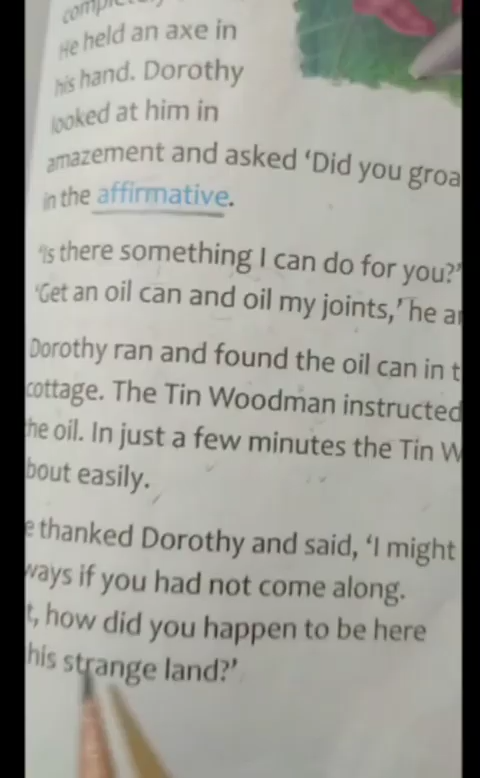 completely
He held an axe in
his hand. Dorothy
looked at him in
amazement and asked ‘Did you groa
in the affirmative.
‘Is there something I can do for you?’
‘Get an oil can and oil my joints,’ he a
Dorothy ran and found the oil can in t
cottage. The Tin Woodman instructed
he oil. In just a few minutes the Tin W
bout easily.
e thanked Dorothy and said, ‘I might
ways if you had not come along.
t, how did you happen to be here
his strange land?’